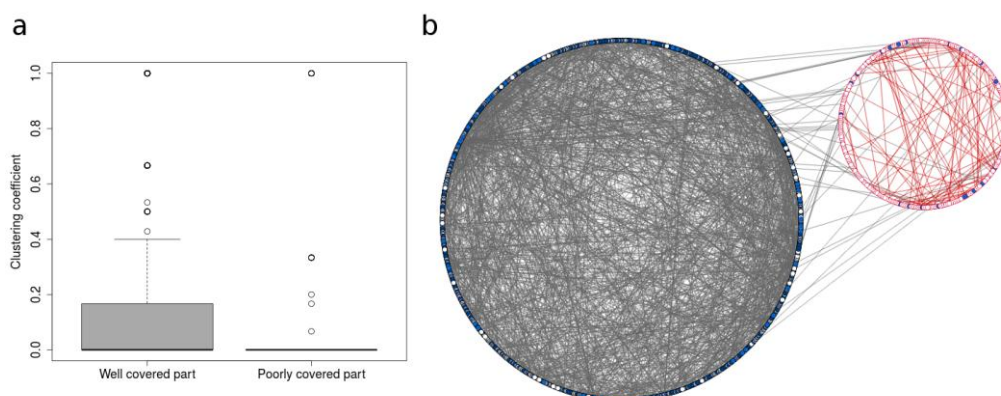 a
b
Clustering coefficient
1.0
0.8
0.6
0.4
0.2
0.0
Well covered part
Poorly covered part